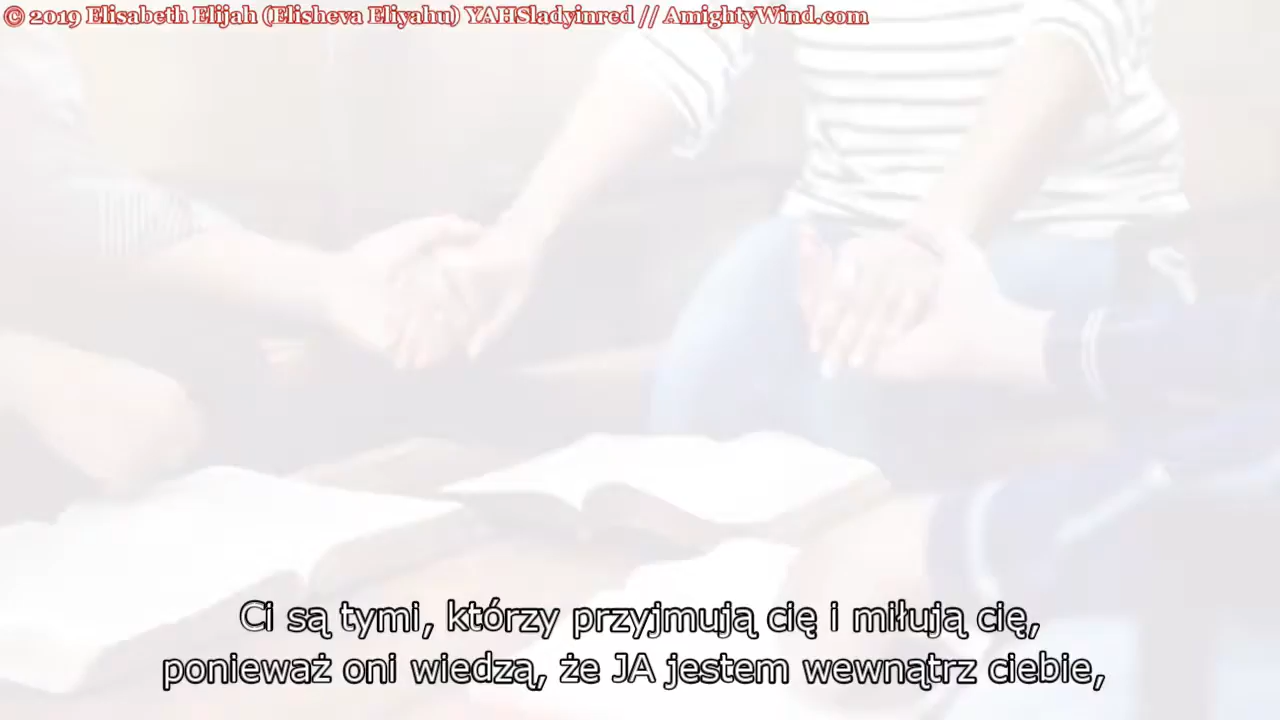 © 2019 Elisabeth Elijah (Elisheva Eliyahu) YAHSladyinred // AmightyWind.com
Ci są tymi, którzy przyjmują cię i miłują cię,
ponieważ oni wiedzą, że JA jestem wewnątrz ciebie,